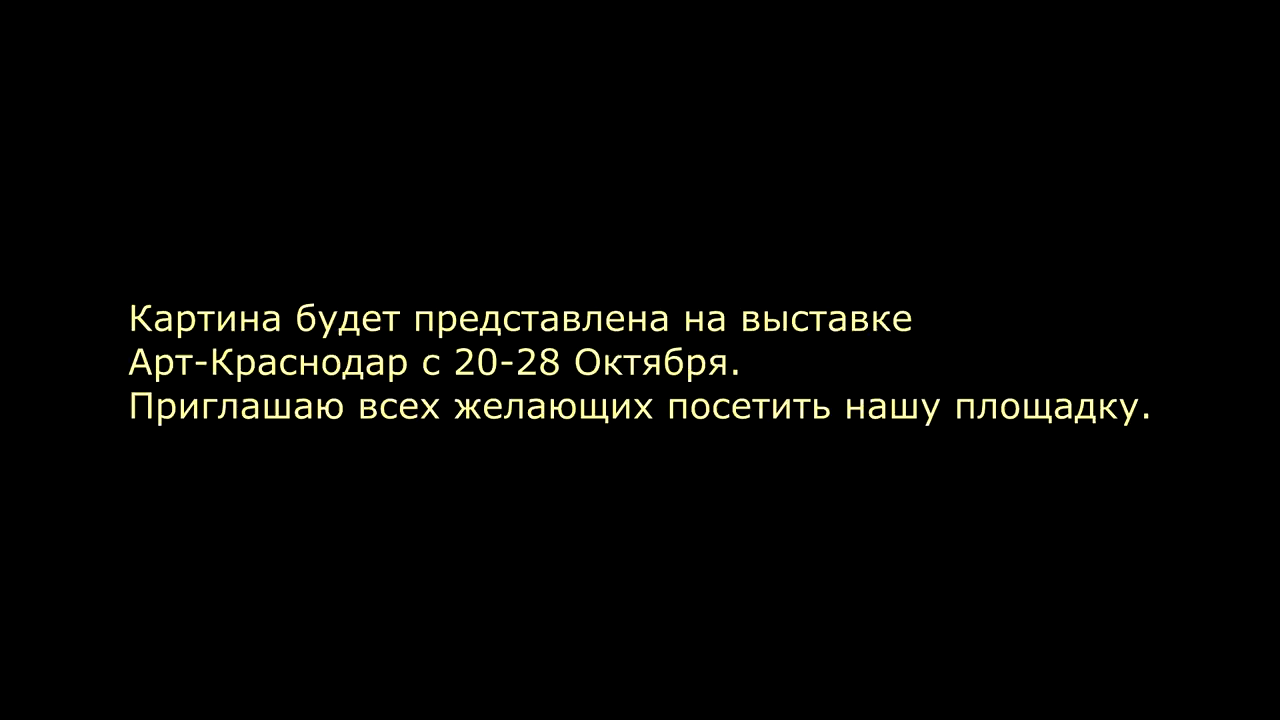 Картина будет представлена на выставке
Арт-Краснодар с 20-28 Октября.
Приглашаю всех желающих посетить нашу площадку.